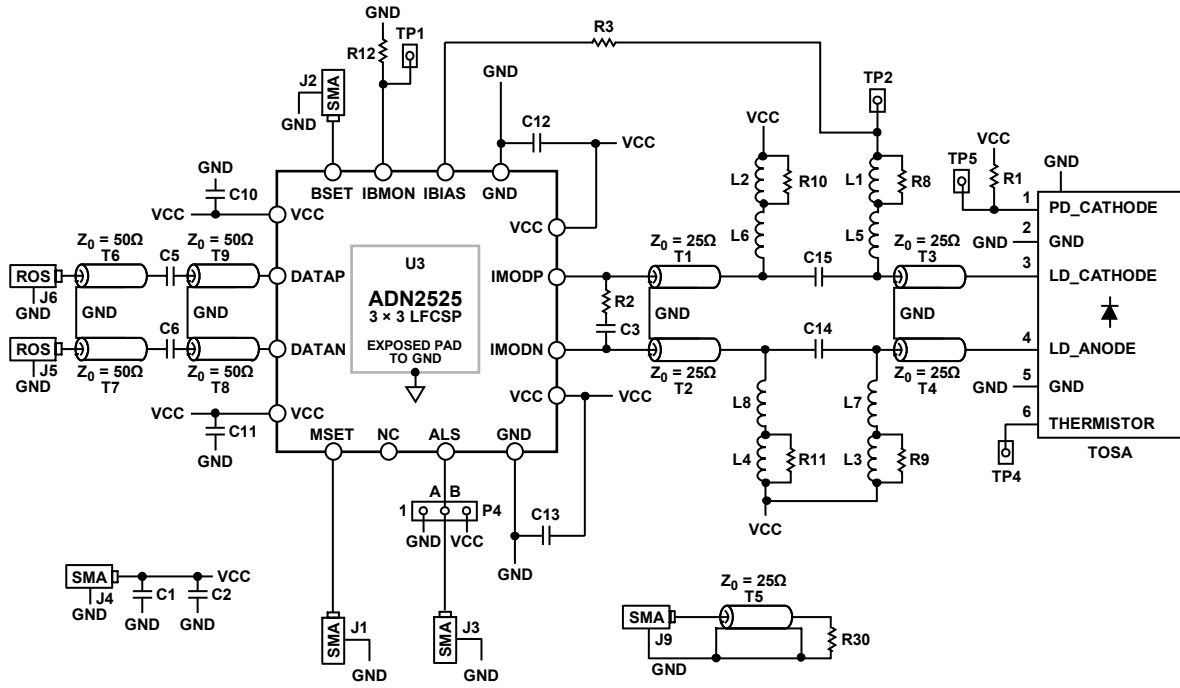 GND
TP1
R12
R3
J2
SMA
GND
GND
C12
VCC
TP2
VCC
VCC
GND
TP5
R1
L2
R10
L1
R8
L6
L5
GND
C10
VCC
BSET
IBMON
IBIAS
GND
VCC
VCC
1
PD_CATHODE
2
GND
GND
Z0 = 50Ω
T6
C5
Z0 = 50Ω
T9
ROS
J6
GND
DATAP
U3
ADN2525
3 × 3 LFCSP
EXPOSED PAD
TO GND
IMODP
Z0 = 25Ω
T1
C15
Z0 = 25Ω
T3
3
LD_CATHODE
GND
R2
C3
GND
GND
C6
ROS
J5
GND
Z0 = 50Ω
T7
Z0 = 50Ω
T8
DATAN
IMODN
Z0 = 25Ω
T2
C14
Z0 = 25Ω
T4
4
LD_ANODE
5
GND
GND
6
THERMISTOR
TOSA
TP4
VCC
C11
GND
VCC
MSET
NC
ALS
GND
VCC
VCC
L8
L7
L4
R11
L3
R9
VCC
A
B
1
P4
GND
VCC
C13
GND
SMA
J4
GND
C1
GND
C2
GND
VCC
SMA
J1
GND
SMA
J3
GND
Z0 = 25Ω
T5
SMA
J9
GND
R30